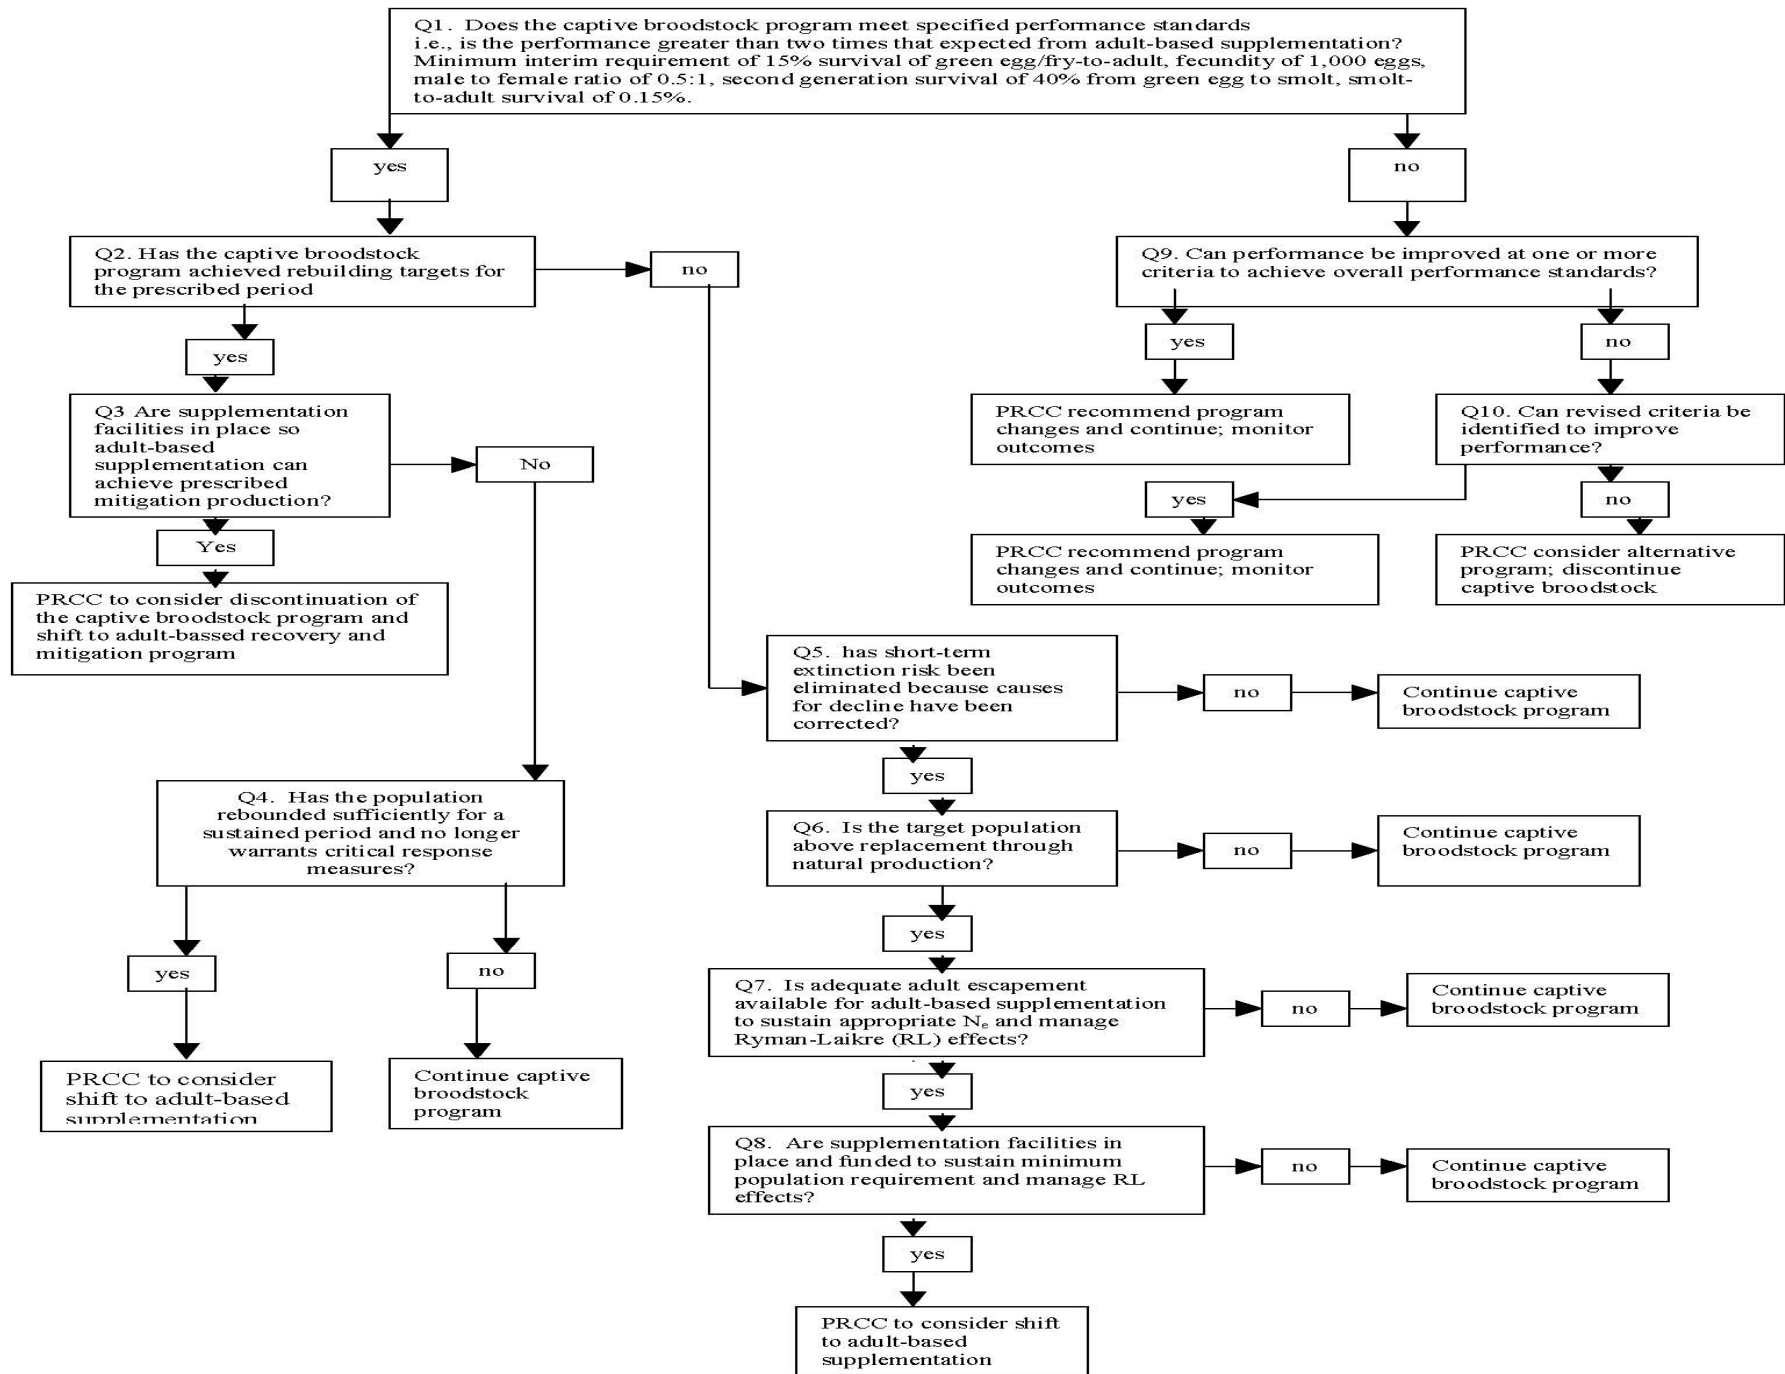 Q1. Does the captive broodstock program meet specified performance standards
i.e., is the performance greater than two times that expected from adult-based supplementation?
Minimum interim requirement of 15% survival of green egg/fry-to-adult, fecundity of 1,000 eggs,
male to female ratio of 0.5:1, second generation survival of 40% from green egg to smolt, smolt-
to-adult survival of 0.15%.
yes
no
Q2. Has the captive broodstock
program achieved rebuilding targets for
the prescribed period
no
Q9. Can performance be improved at one or more
criteria to achieve overall performance standards?
yes
yes
no
Q3 Are supplementation
facilities in place so
adult-based
supplementation can
achieve prescribed
mitigation production?
No
PRCC recommend program
changes and continue; monitor
outcomes
Q10. Can revised criteria be
identified to improve
performance?
yes
no
Yes
PRCC recommend program
changes and continue; monitor
outcomes
PRCC consider alternative
program; discontinue
captive broodstock
PRCC to consider discontinuation of
the captive broodstock program and
shift to adult-bassed recovery and
mitigation program
Q5. has short-term
extinction risk been
eliminated because causes
for decline have been
corrected?
no
Continue captive
broodstock program
yes
Q4. Has the population
rebounded sufficiently for a
sustained period and no longer
warrants critical response
measures?
Q6. Is the target population
above replacement through
natural production?
no
Continue captive
broodstock program
yes
yes
no
Q7. Is adequate adult escapement
available for adult-based supplementation
to sustain appropriate Nₑ and manage
Ryman-Laikre (RL) effects?
no
Continue captive
broodstock program
PRCC to consider
shift to adult-based
supplementation
Continue captive
broodstock
program
yes
Q8. Are supplementation facilities in
place and funded to sustain minimum
population requirement and manage RL
effects?
no
Continue captive
broodstock program
yes
PRCC to consider shift
to adult-based
supplementation